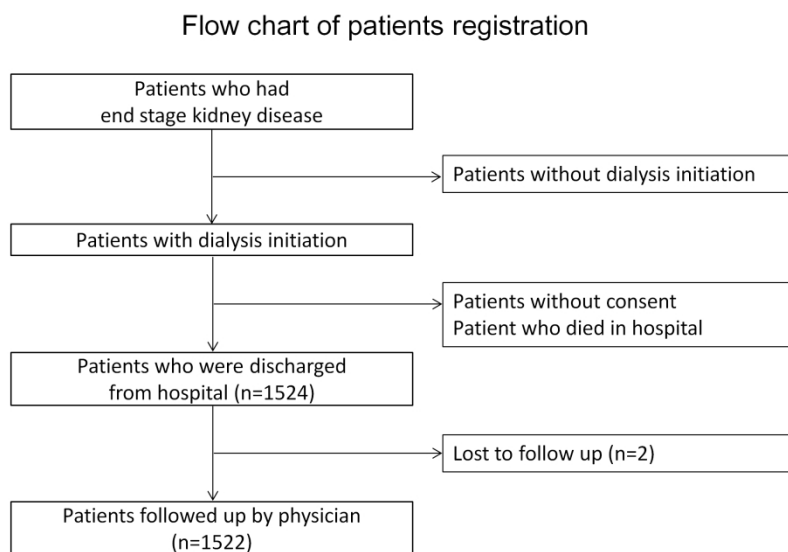 Flow chart of patients registration
Patients who had
end stage kidney disease
Patients without dialysis initiation
Patients with dialysis initiation
Patients without consent
Patient who died in hospital
Patients who were discharged
from hospital (n=1524)
Lost to follow up (n=2)
Patients followed up by physician
(n=1522)